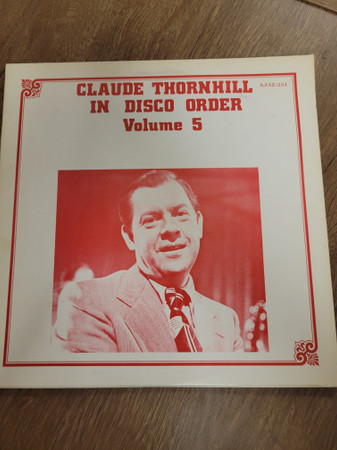 CLAUDE THORNHILL
IN DISCO ORDER
Volume 5